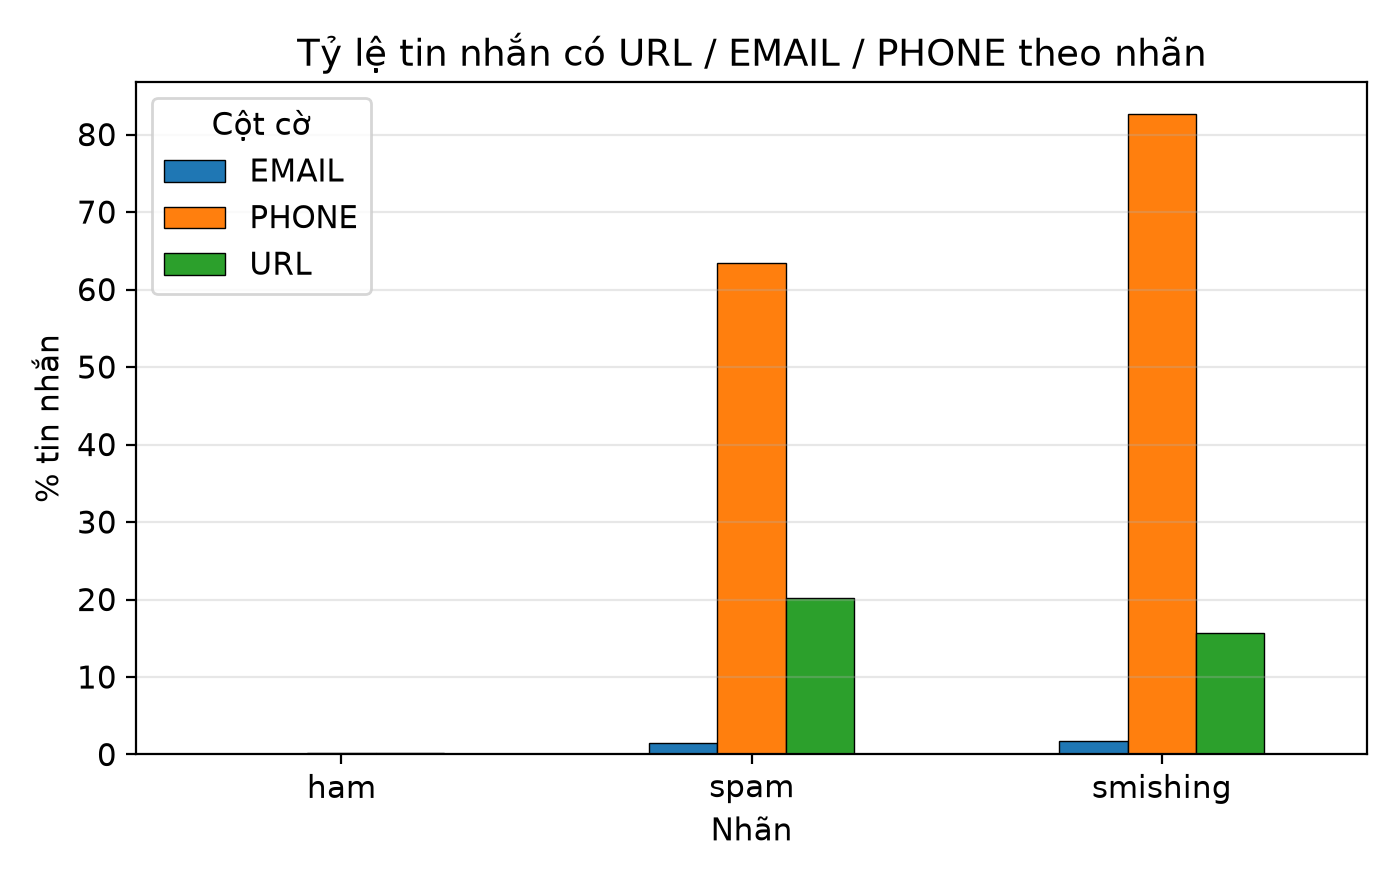 Tỷ lệ tin nhắn có URL / EMAIL / PHONE theo nhãn
Cột cờ
EMAIL
PHONE
URL
% tin nhắn
80
70
60
50
40
30
20
10
0
ham
spam
smishing
Nhãn